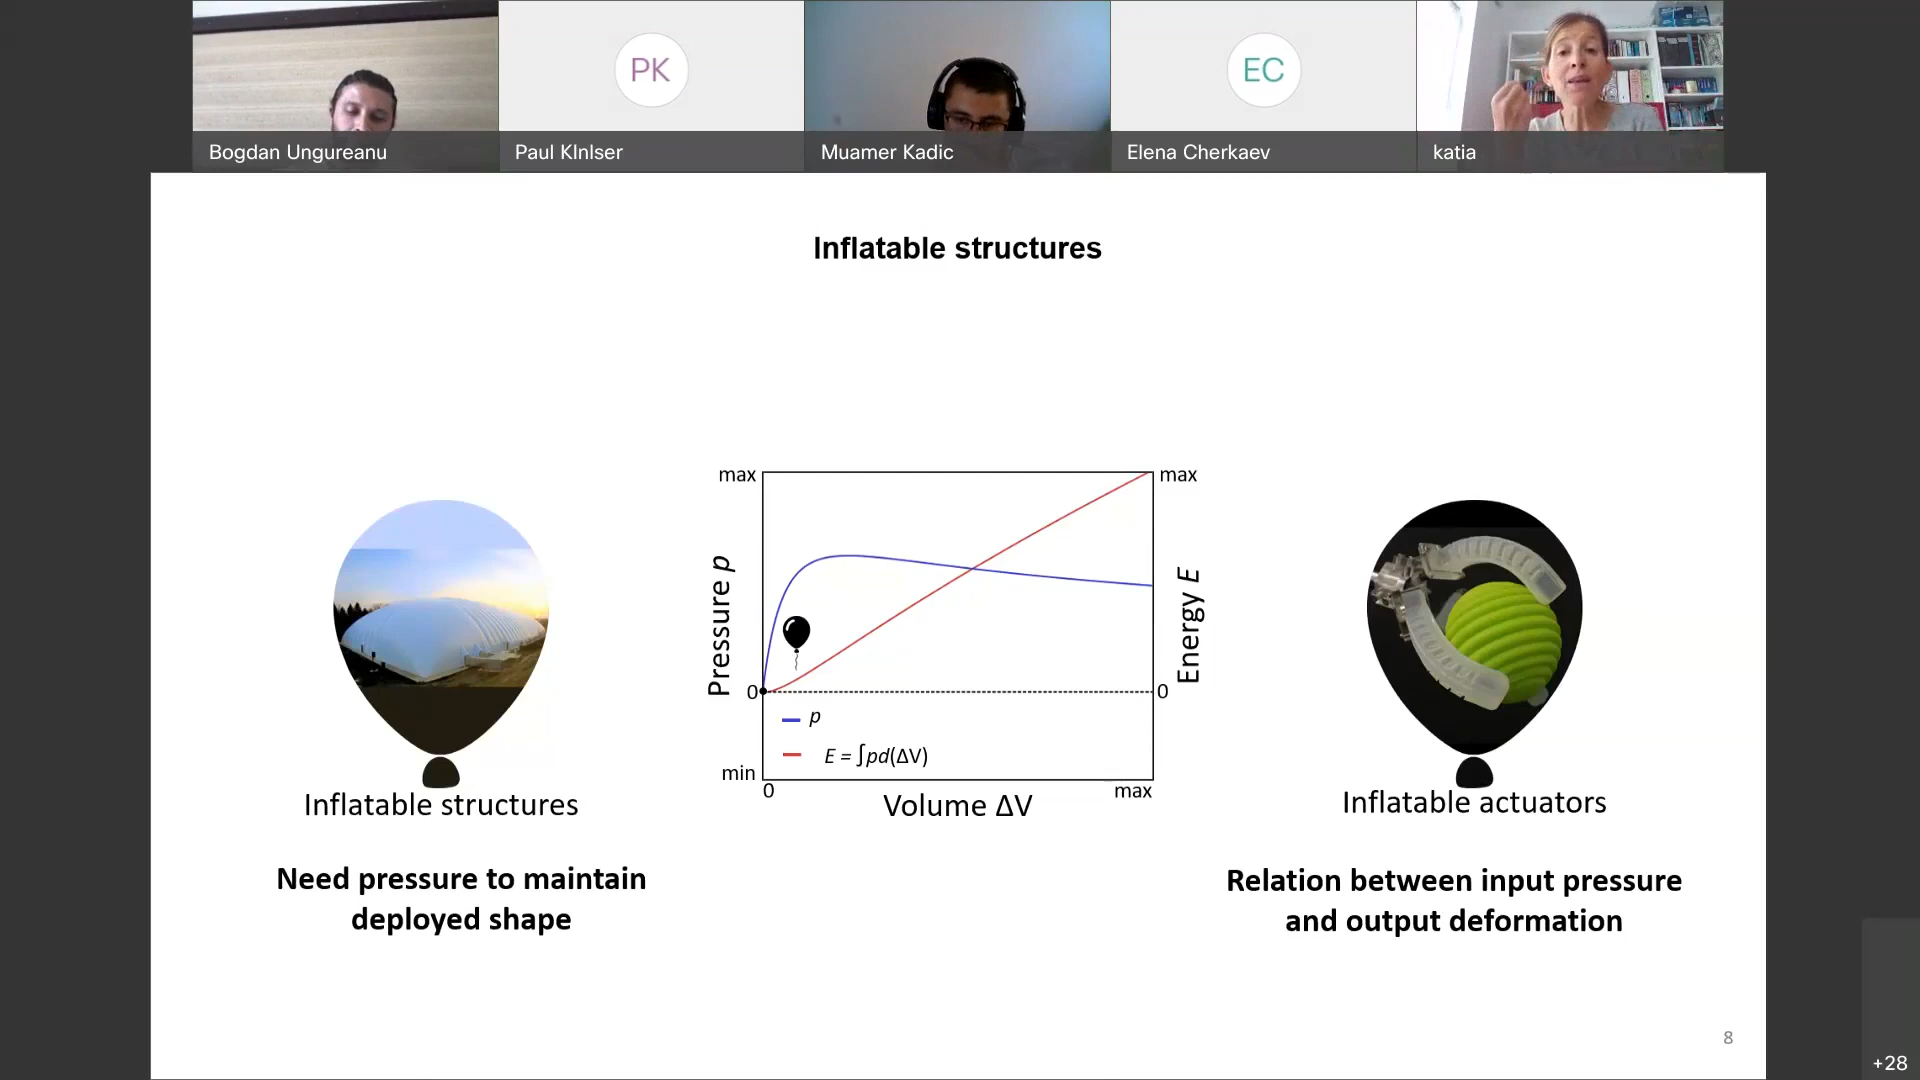 PK
EC
Bogdan Ungureanu
Paul KInIser
Muamer Kadic
Elena Cherkaev
katia
Inflatable structures
max
max
Pressure p
Energy E
0
0
p
E = ∫pd(ΔV)
min
0
max
Volume ΔV
Inflatable structures
Inflatable actuators
Need pressure to maintain
deployed shape
Relation between input pressure
and output deformation
8
+28